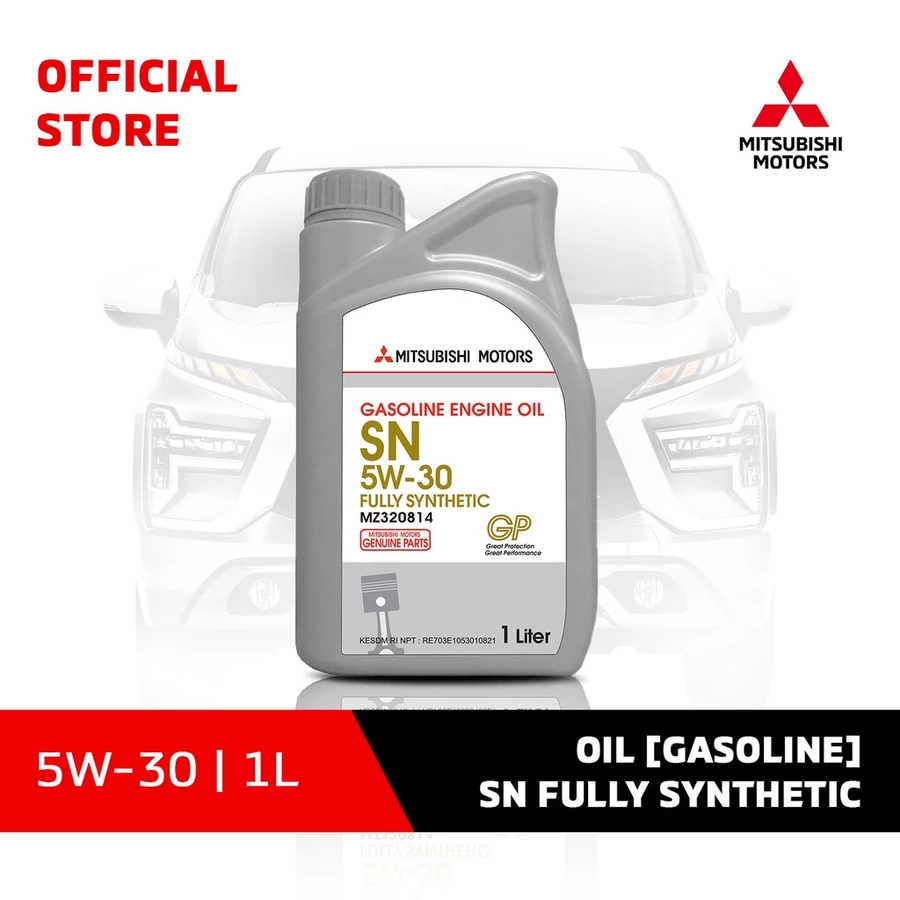 OFFICIAL
STORE
MITSUBISHI
MOTORS
MITSUBISHI MOTORS
GASOLINE ENGINE OIL
SN
5W-30
FULLY SYNTHETIC
MZ320814
MITSUBISHI MOTORS
GENUINE PARTS
GP
Great Protection
Great Performance
KESDM RI NPT : RE703E1053010821
1 Liter
5W-30 | 1L
OIL [GASOLINE]
SN FULLY SYNTHETIC